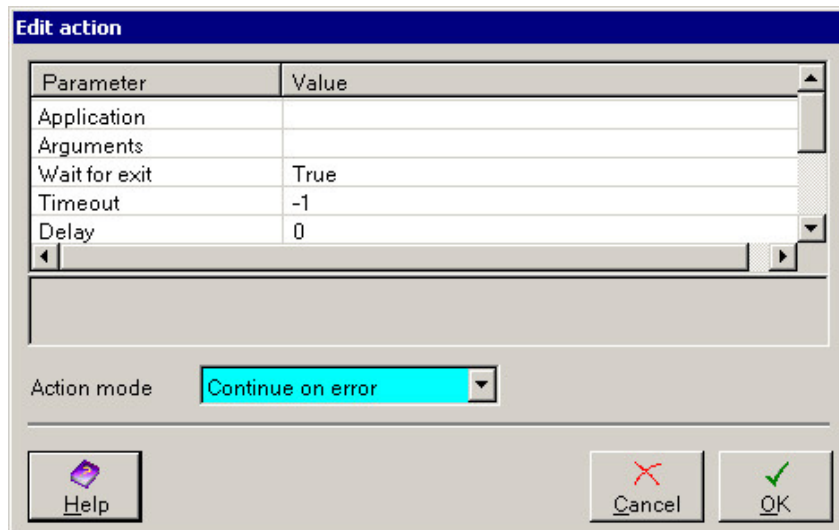 Edit action
Parameter Value
Application
Arguments
Wait for exit True
Timeout -1
Delay 0
Action mode Continue on error
Help Cancel OK